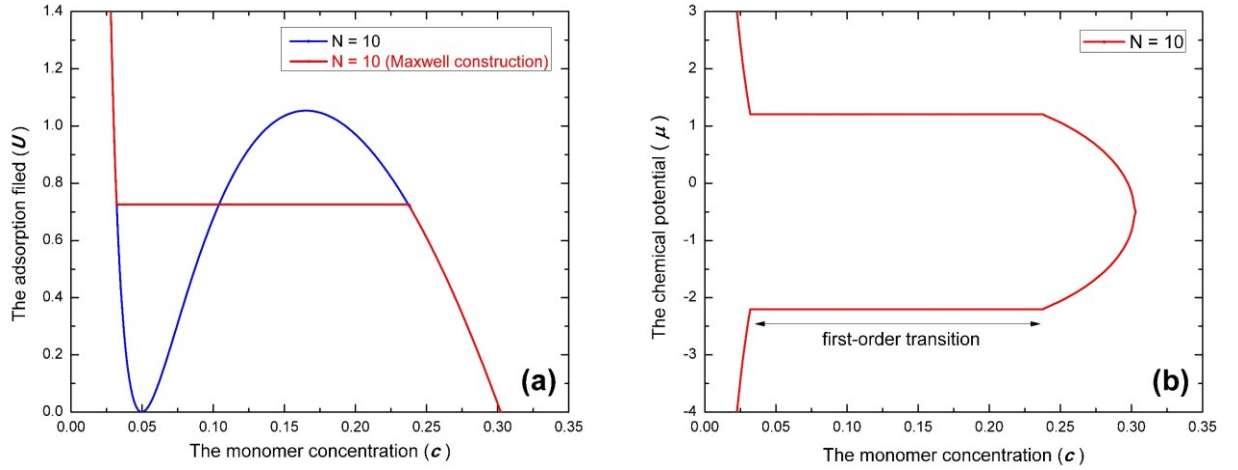 1.4
1.2
1.0
0.8
0.6
0.4
0.2
0.0
The adsorption filed (U)
N = 10
N = 10 (Maxwell construction)
(a)
0.00 0.05 0.10 0.15 0.20 0.25 0.30 0.35
The monomer concentration (c)
3
2
1
0
-1
-2
-3
-4
The chemical potential ( μ )
N = 10
first-order transition
(b)
0.00 0.05 0.10 0.15 0.20 0.25 0.30 0.35
The monomer concentration (c)